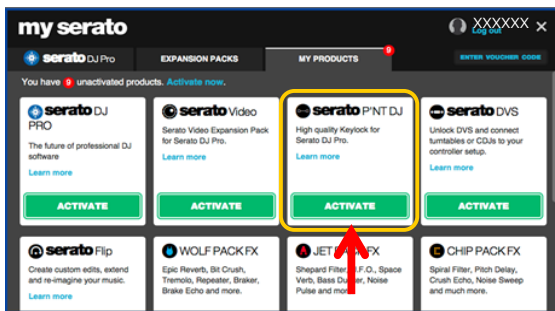 my serato
XXXXXX ×
Log out
serato DJ Pro
EXPANSION PACKS
MY PRODUCTS
9
ENTER VOUCHER CODE
You have 9 unactivated products. Activate now.
serato DJ
PRO
The future of professional DJ
software
Learn more
ACTIVATE
serato Video
Serato Video Expansion Pack
for Serato DJ Pro.
Learn more
ACTIVATE
serato P'NT DJ
High quality Keylock for
Serato DJ Pro.
Learn more
ACTIVATE
serato DVS
Unlock DVS and connect
turntables or CDJs to your
controller setup.
Learn more
ACTIVATE
serato Flip
Create custom edits, extend
and re-imagine your music.
Learn more
WOLF PACK FX
Epic Reverb, Bit Crush,
Tremolo, Repeater, Braker,
Brake Echo and more.
JET FX
Shepard Filter, Space
Verb, Bass Noise
Pulse and more.
CHIP PACK FX
Spiral Filter, Pitch Delay,
Crush Echo, Noise Sweep
and much more.